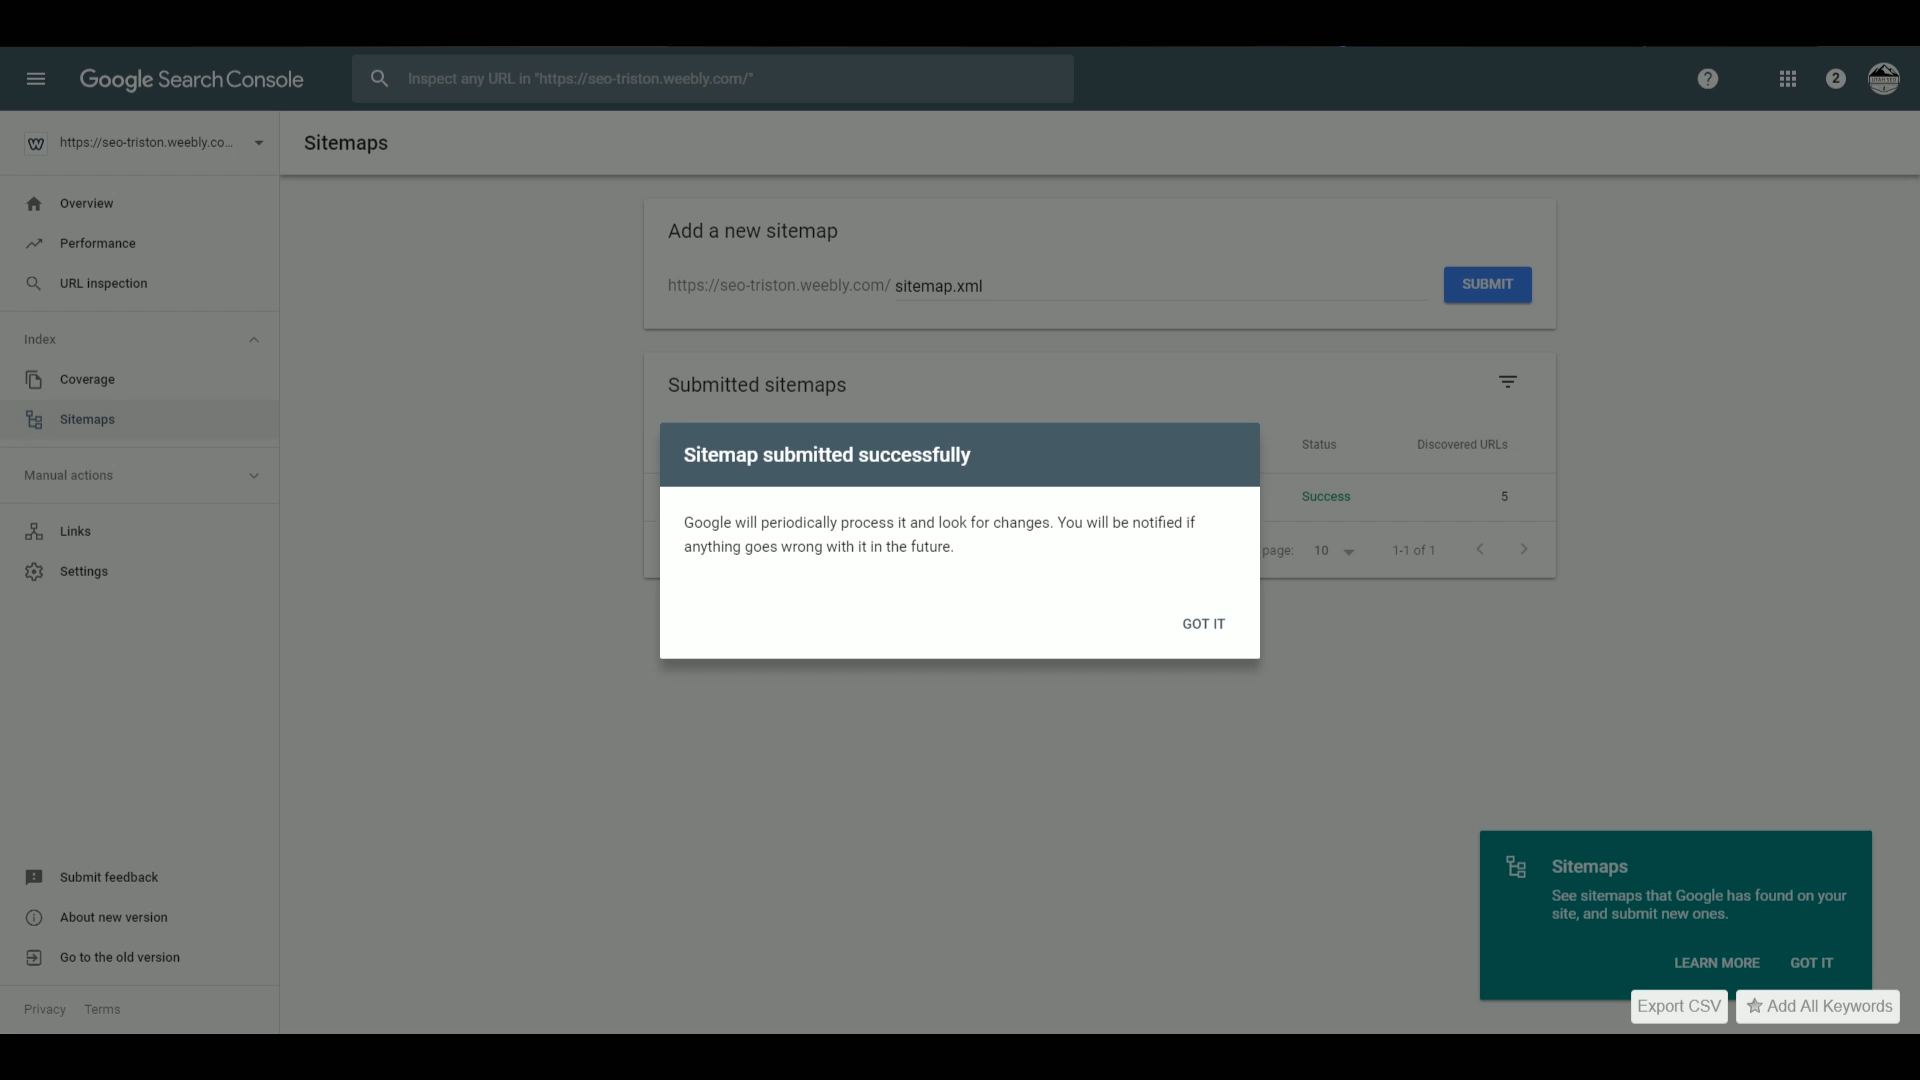 Google Search Console
Inspect any URL in "https://seo-triston.weebly.com/"
2
W
https://seo-triston.weebly.co...
Sitemaps
Overview
Performance
URL inspection
Index
Coverage
Sitemaps
Manual actions
Links
Settings
Submit feedback
About new version
Go to the old version
Privacy Terms
Add a new sitemap
https://seo-triston.weebly.com/ sitemap.xml
SUBMIT
Submitted sitemaps
Status Discovered URLs
Success 5
page: 10 1-1 of 1
Sitemap submitted successfully
Google will periodically process it and look for changes. You will be notified if
anything goes wrong with it in the future.
GOT IT
Sitemaps
See sitemaps that Google has found on your
site, and submit new ones.
LEARN MORE GOT IT
Export CSV
Add All Keywords